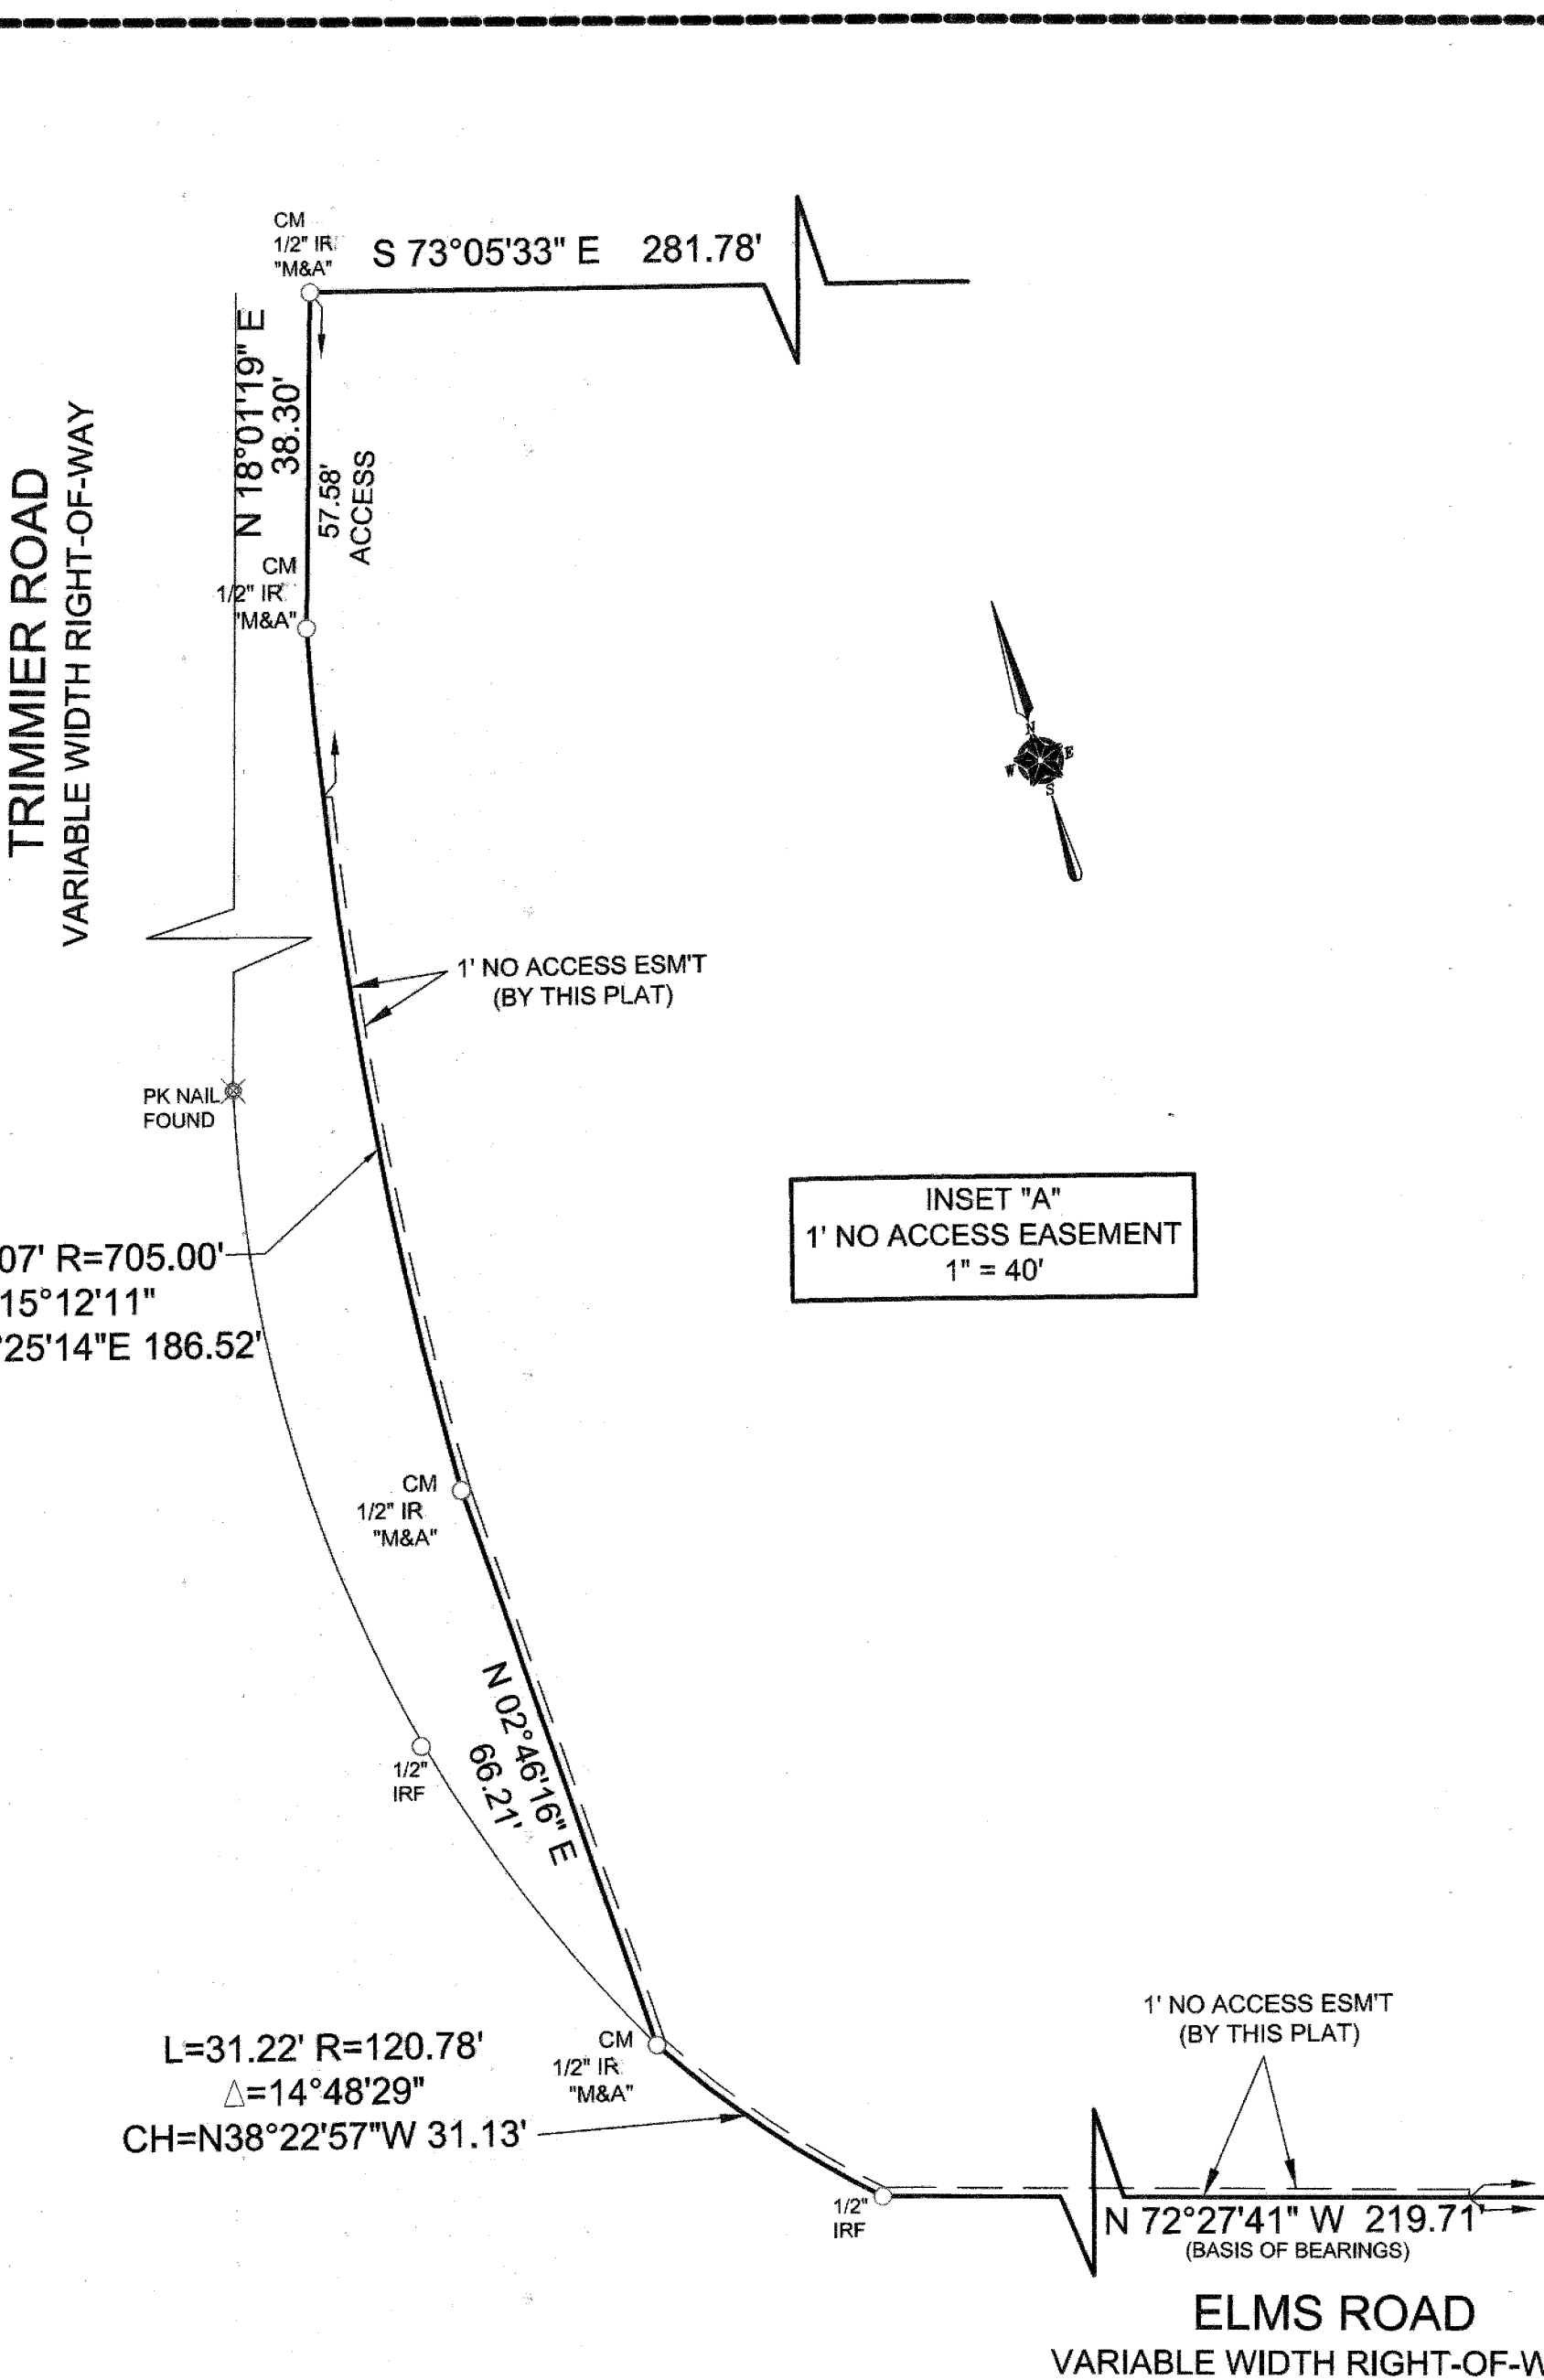 CM
1/2" IR
"M&A"
S 73°05'33" E 281.78'
N 18°01'19" E
38.30'
57.58'
ACCESS
TRIMMIER ROAD
VARIABLE WIDTH RIGHT-OF-WAY
CM
1/2" IR
"M&A"
N
E
W
S
1' NO ACCESS ESM'T
(BY THIS PLAT)
PK NAIL
FOUND
INSET "A"
1' NO ACCESS EASEMENT
1" = 40'
07' R=705.00'
15°12'11"
°25'14"E 186.52'
CM
1/2" IR
"M&A"
N 02°46'16" E
66.21'
1/2"
IRF
L=31.22' R=120.78'
△=14°48'29"
CH=N38°22'57"W 31.13'
CM
1/2" IR
"M&A"
1' NO ACCESS ESM'T
(BY THIS PLAT)
1/2"
IRF
N 72°27'41" W 219.71'
(BASIS OF BEARINGS)
ELMS ROAD
VARIABLE WIDTH RIGHT-OF-W